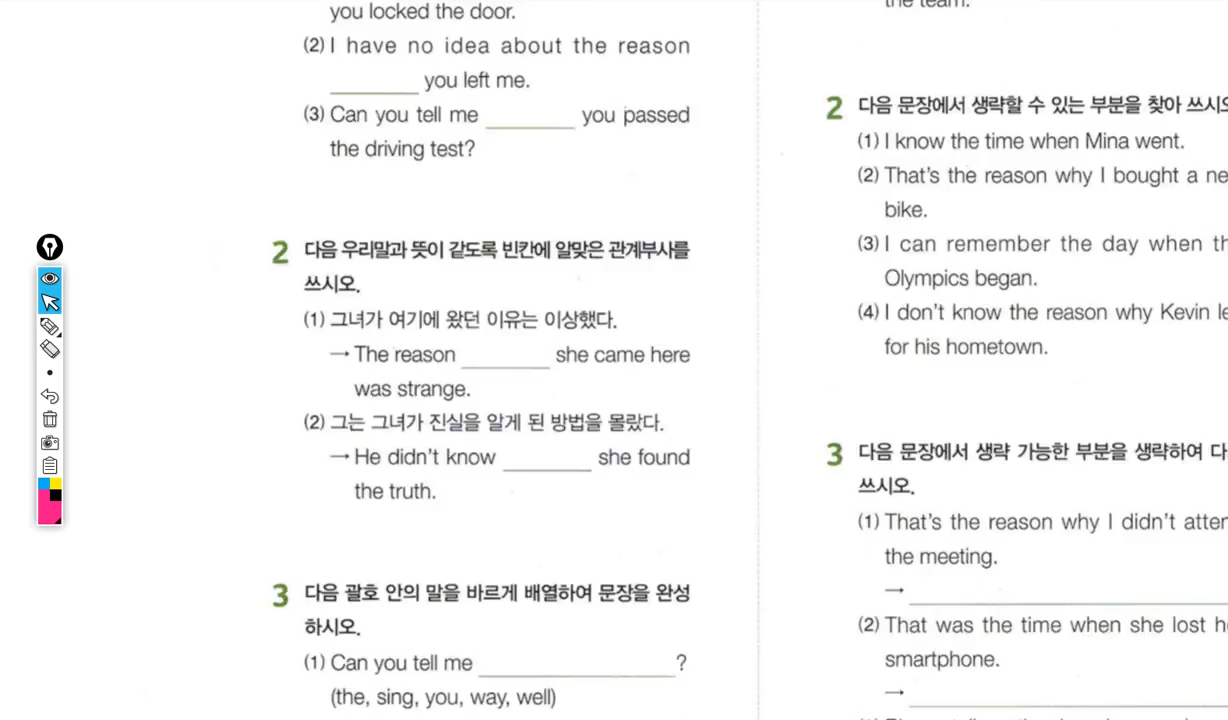 you locked the door.
(2) I have no idea about the reason
________ you left me.
(3) Can you tell me ________ you passed
the driving test?
2 다음 우리말과 뜻이 같도록 빈칸에 알맞은 관계부사를
쓰시오.
(1) 그녀가 여기에 왔던 이유는 이상했다.
→ The reason ________ she came here
was strange.
(2) 그는 그녀가 진실을 알게 된 방법을 몰랐다.
→ He didn't know ________ she found
the truth.
3 다음 괄호 안의 말을 바르게 배열하여 문장을 완성
하시오.
(1) Can you tell me ________________ ?
(the, sing, you, way, well)
the team.
2 다음 문장에서 생략할 수 있는 부분을 찾아 쓰시오
(1) I know the time when Mina went.
(2) That's the reason why I bought a ne
bike.
(3) I can remember the day when th
Olympics began.
(4) I don't know the reason why Kevin le
for his hometown.
3 다음 문장에서 생략 가능한 부분을 생략하여 다
쓰시오.
(1) That's the reason why I didn't atten
the meeting.
→ ________________
(2) That was the time when she lost h
smartphone.
→ ________________